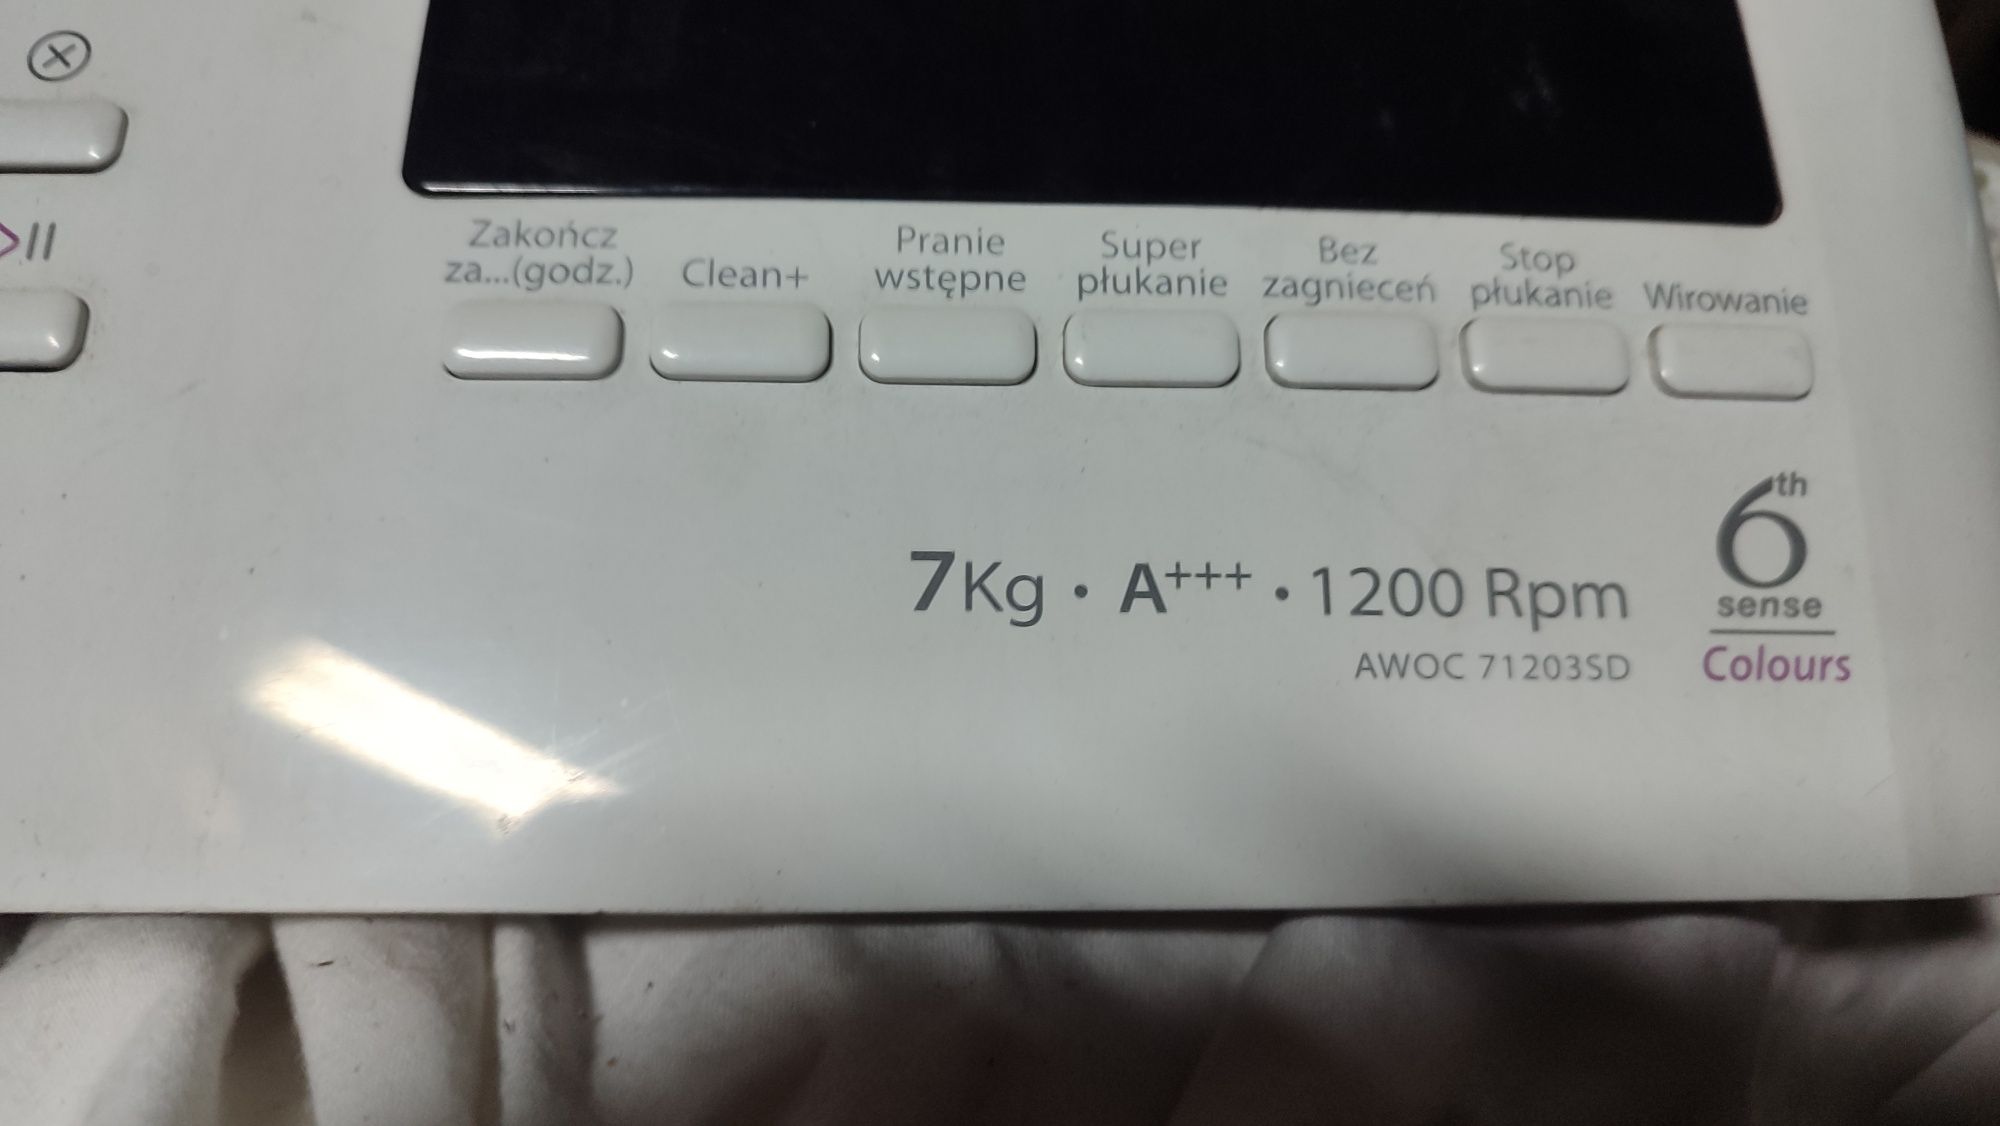 Zakończ
za...(godz.)
Clean+
Pranie
wstępne
Super
płukanie
Bez
zagnieceń
Stop
płukanie
Wirowanie
7Kg • A+++ • 1200 Rpm
AWOC 71203SD
6th
sense
Colours